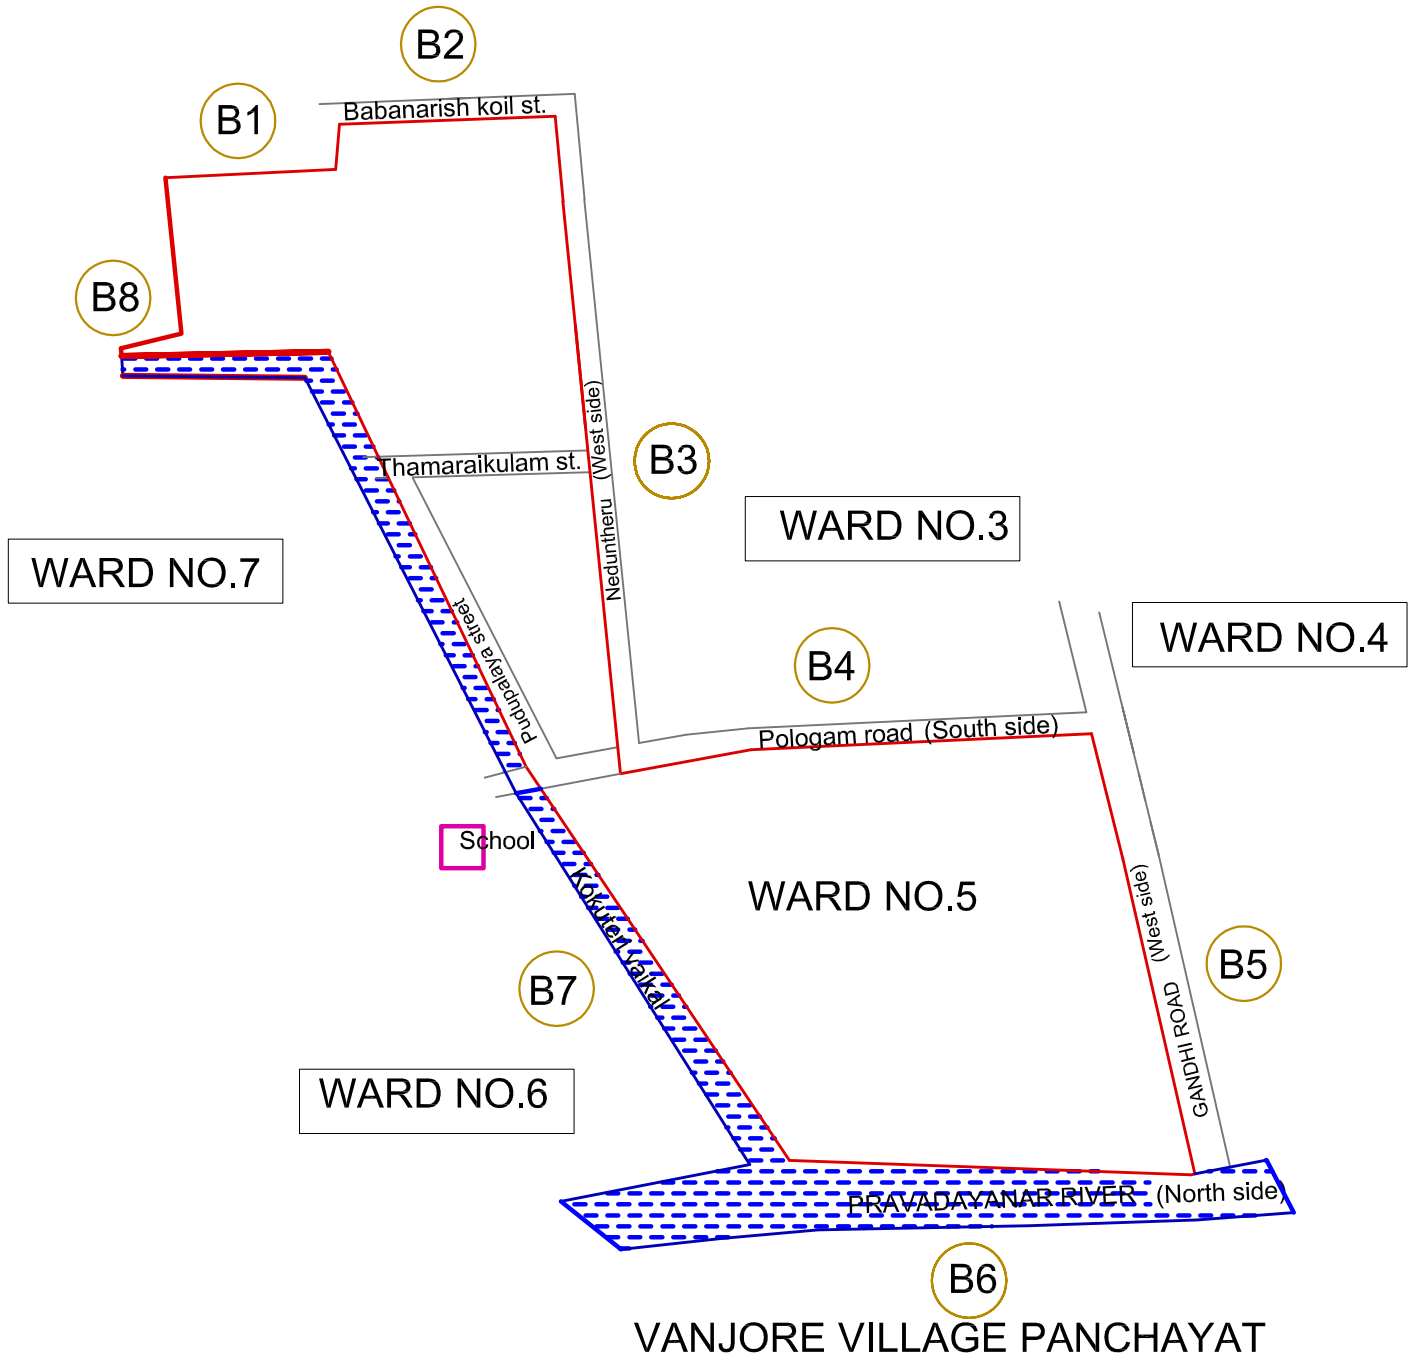 B2
B1
Babanarish koil st.
B8
Neduntheru (West side)
Thamaraikulam st.
B3
WARD NO.3
WARD NO.7
Pudupalaya street
WARD NO.4
B4
Pologam road (South side)
School
WARD NO.5
Kokuteri vaikal
GANDHI ROAD (West side)
B5
B7
WARD NO.6
PRAVADAYANAR RIVER (North side)
B6
VANJORE VILLAGE PANCHAYAT